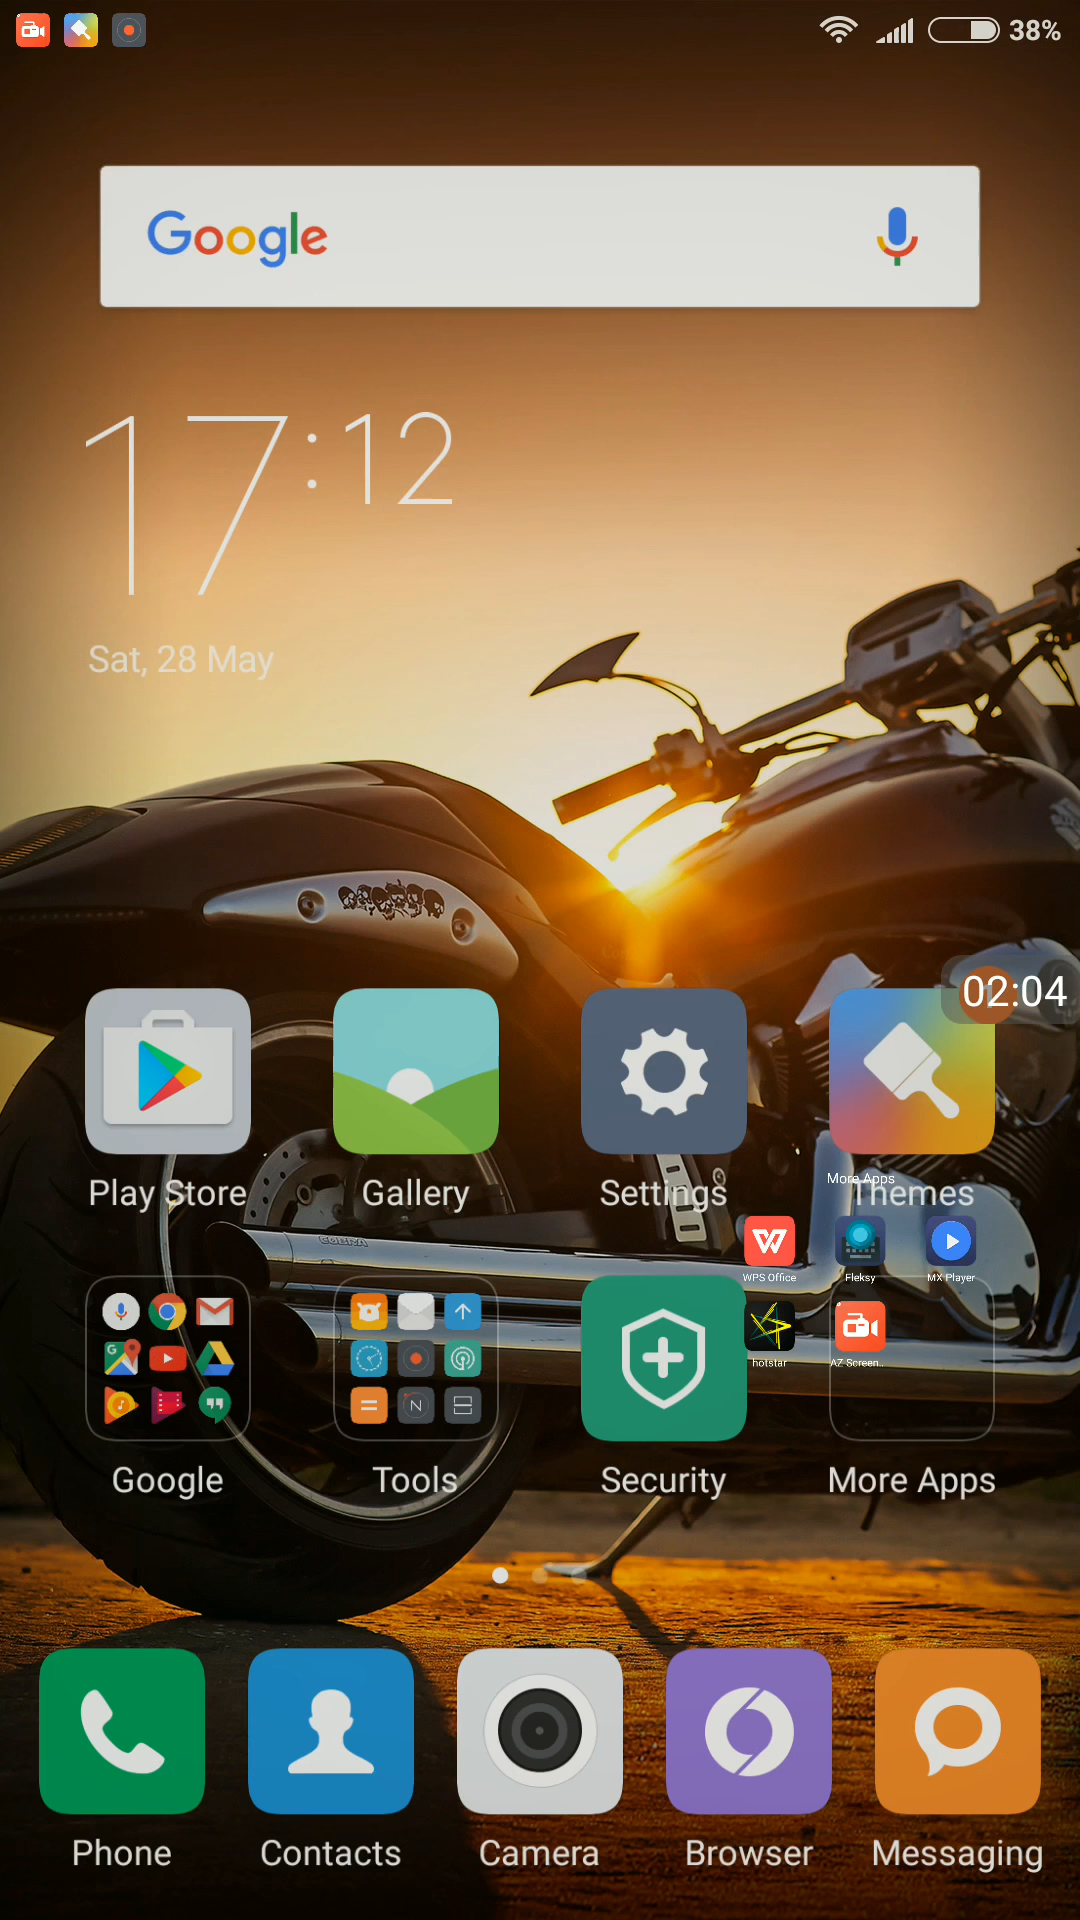 38%
Google
17:12
Sat, 28 May
02:04
Play Store
Gallery
Settings
Themes
More Apps
WPS Office
Fleksy
MX Player
hotstar
AZ Screen..
Google
Tools
Security
More Apps
Phone
Contacts
Camera
Browser
Messaging
COBRA
N
G